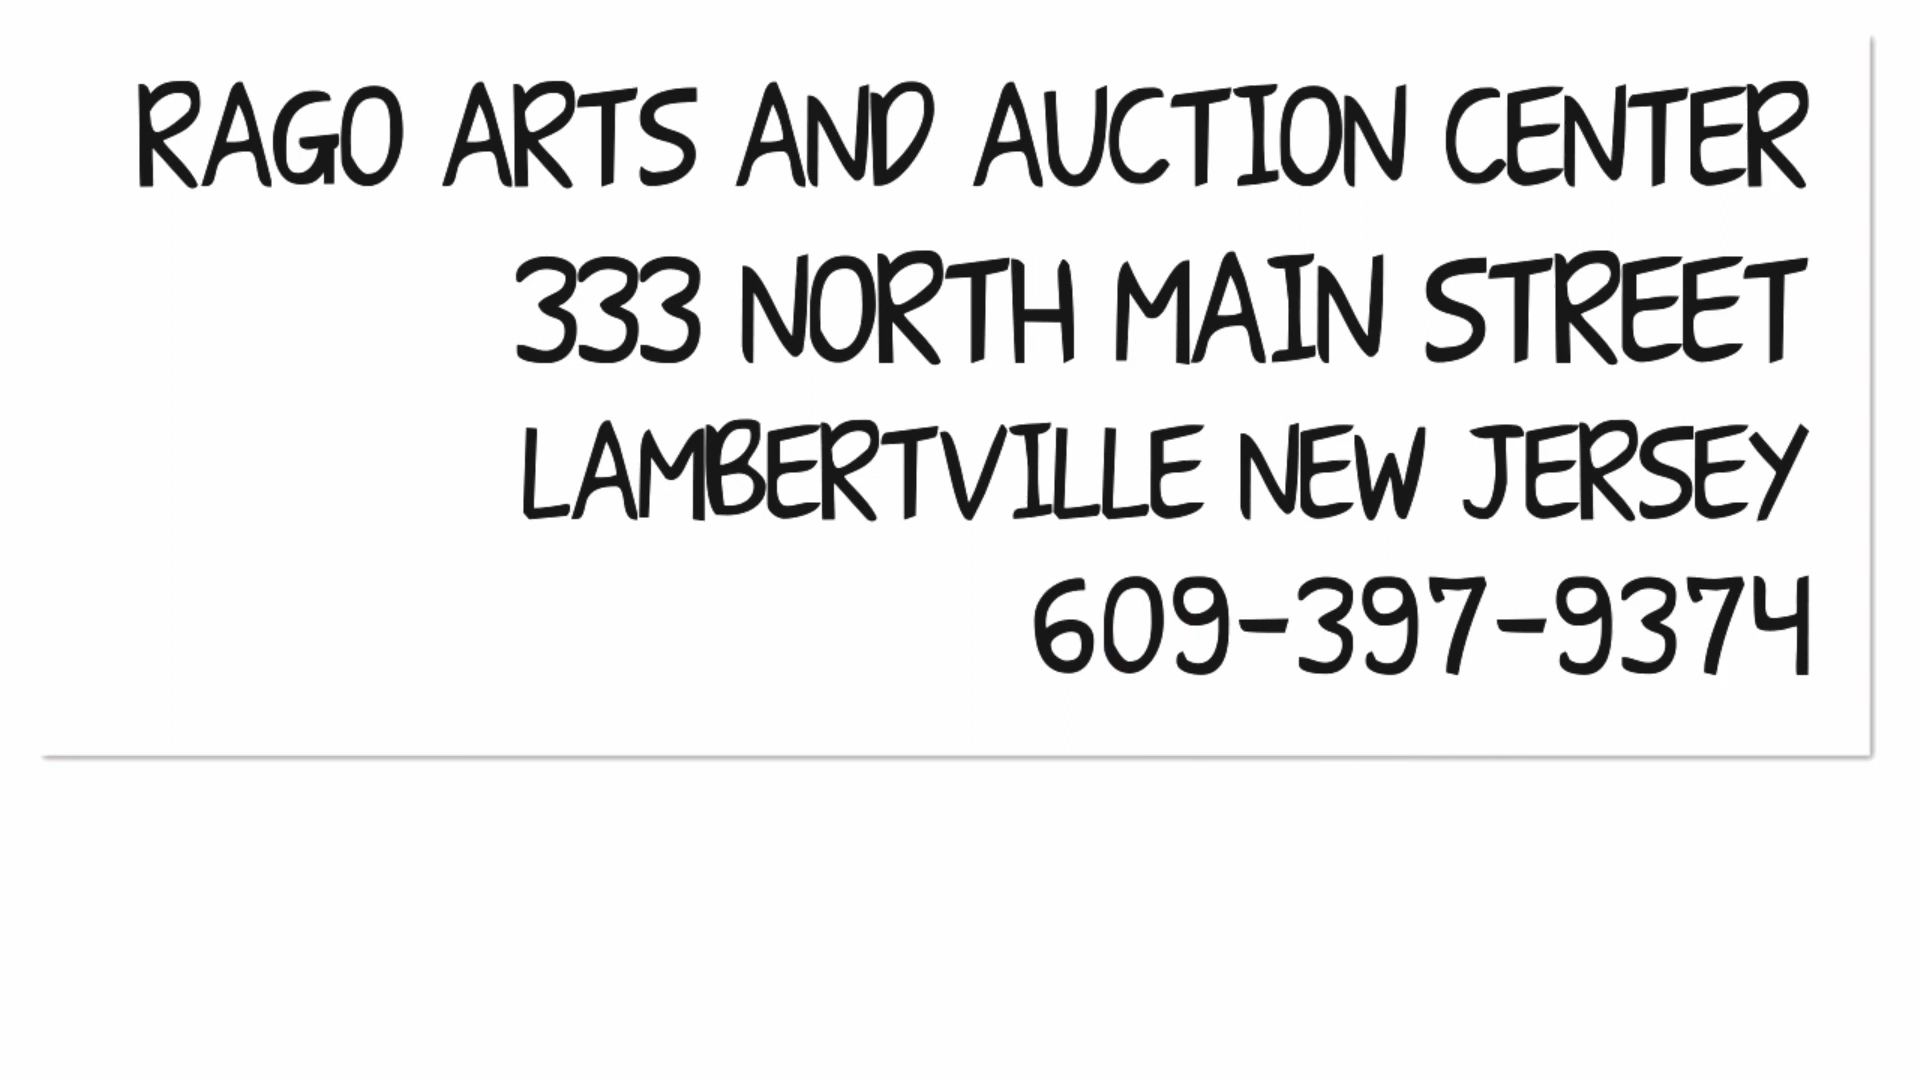 RAGO ARTS AND AUCTION CENTER
333 NORTH MAIN STREET
LAMBERTVILLE NEW JERSEY
609-397-9374